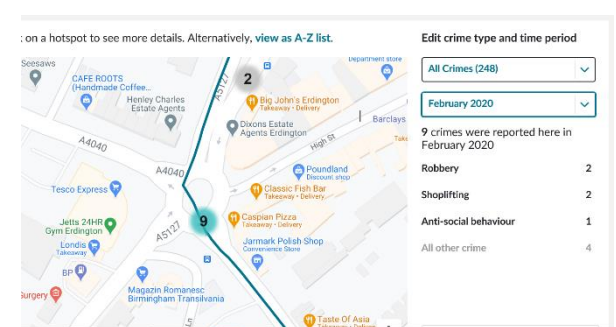 on a hotspot to see more details. Alternatively, view as A-Z list.
Edit crime type and time period
All Crimes (248)
February 2020
9 crimes were reported here in
February 2020
Robbery 2
Shoplifting 2
Anti-social behaviour 1
All other crime 4
Seesaws
CAFE ROOTS
(Handmade Coffee...
Department store
2
A5127
Henley Charles
Estate Agents
Big John's Erdington
Takeaway • Delivery
Dixons Estate
Agents Erdington
Barclays
High St
Take
A4040
A4040
Poundland
Discount shop
Tesco Express
Classic Fish Bar
Takeaway • Delivery
Jetts 24HR
Gym Erdington
9
Caspian Pizza
Takeaway • Delivery
A5127
Londis
Takeaway
Jarmark Polish Shop
Convenience Store
BP
Surgery
Magazin Romanesc
Birmingham Transilvania
Taste Of Asia
Takeaway • Delivery